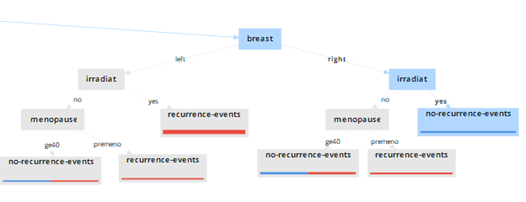 breast
left
right
irradiat
irradiat
no
yes
no
yes
menopause
recurrence-events
menopause
no-recurrence-events
ge40
premeno
ge40
premeno
no-recurrence-events
recurrence-events
no-recurrence-events
recurrence-events